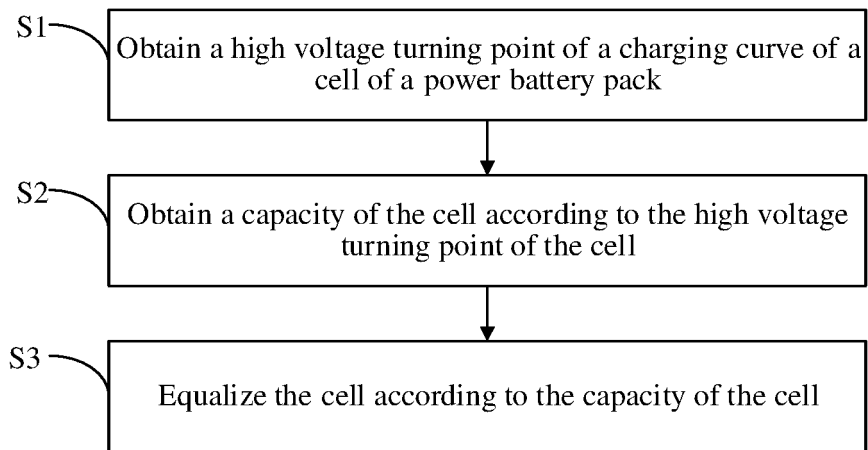 S1
Obtain a high voltage turning point of a charging curve of a
cell of a power battery pack
S2
Obtain a capacity of the cell according to the high voltage
turning point of the cell
S3
Equalize the cell according to the capacity of the cell